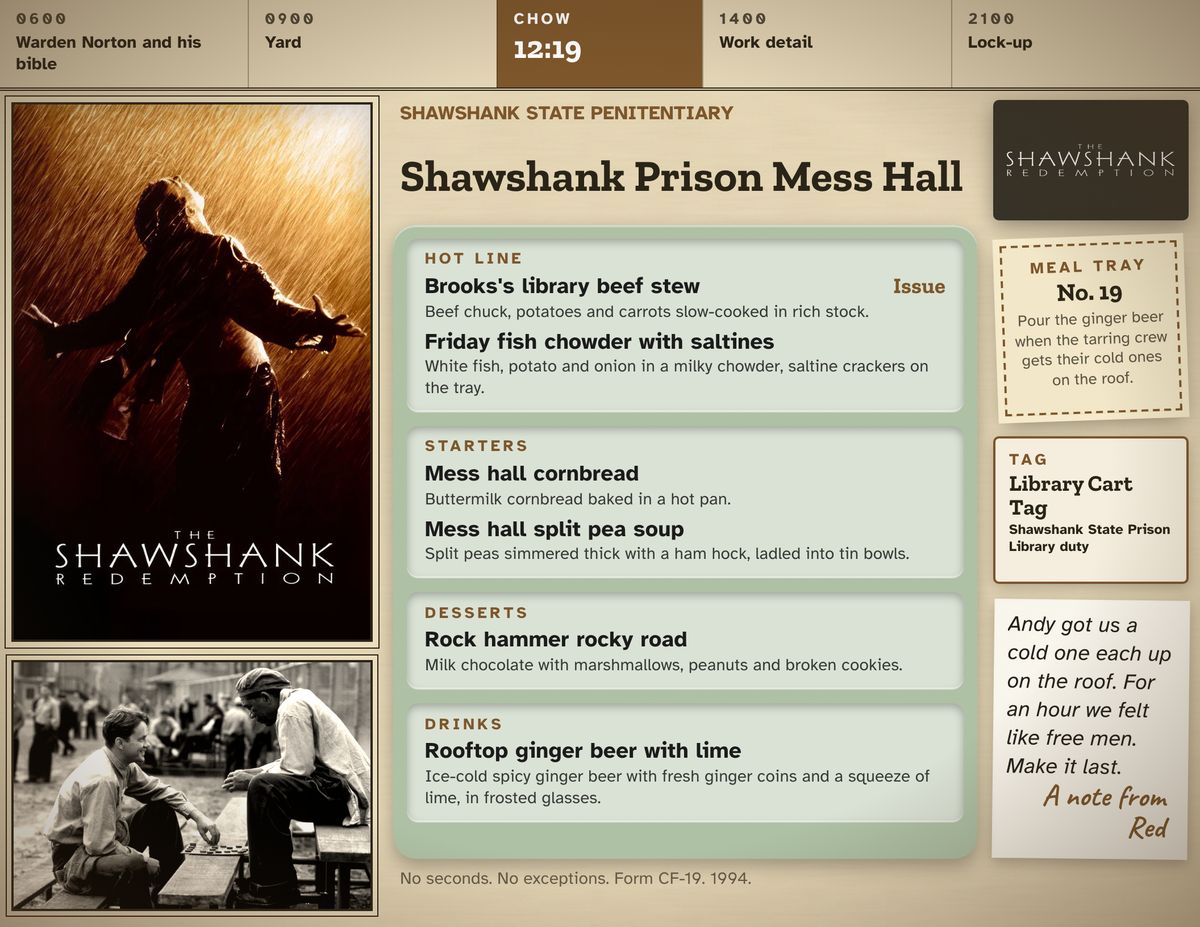 0600
Warden Norton and his
bible
0900
Yard
CHOW
12:19
1400
Work detail
2100
Lock-up
THE
SHAWSHANK
REDEMPTION
SHAWSHANK STATE PENITENTIARY
Shawshank Prison Mess Hall
HOT LINE
Brooks's library beef stew
Issue
Beef chuck, potatoes and carrots slow-cooked in rich stock.
Friday fish chowder with saltines
White fish, potato and onion in a milky chowder, saltine crackers on
the tray.
STARTERS
Mess hall cornbread
Buttermilk cornbread baked in a hot pan.
Mess hall split pea soup
Split peas simmered thick with a ham hock, ladled into tin bowls.
DESSERTS
Rock hammer rocky road
Milk chocolate with marshmallows, peanuts and broken cookies.
DRINKS
Rooftop ginger beer with lime
Ice-cold spicy ginger beer with fresh ginger coins and a squeeze of
lime, in frosted glasses.
No seconds. No exceptions. Form CF-19. 1994.
THE
SHAWSHANK
REDEMPTION
MEAL TRAY
No. 19
Pour the ginger beer
when the tarring crew
gets their cold ones
on the roof.
TAG
Library Cart
Tag
Shawshank State Prison
Library duty
Andy got us a
cold one each up
on the roof. For
an hour we felt
like free men.
Make it last.
A note from
Red